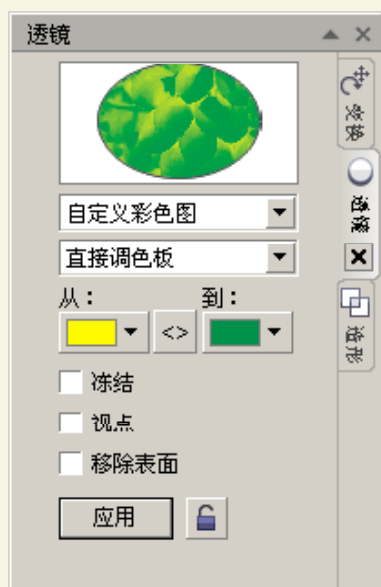 透镜
自定义彩色图
直接调色板
从： 到：
<>
冻结
视点
移除表面
应用
变换
透镜
造形